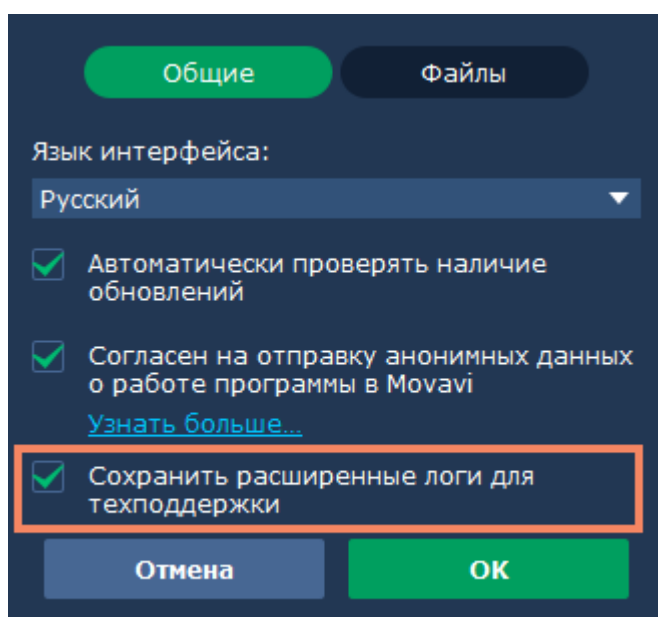 Общие
Файлы
Язык интерфейса:
Русский
Автоматически проверять наличие
обновлений
Согласен на отправку анонимных данных
о работе программы в Movavi
Узнать больше...
Сохранить расширенные логи для
техподдержки
Отмена
ОК